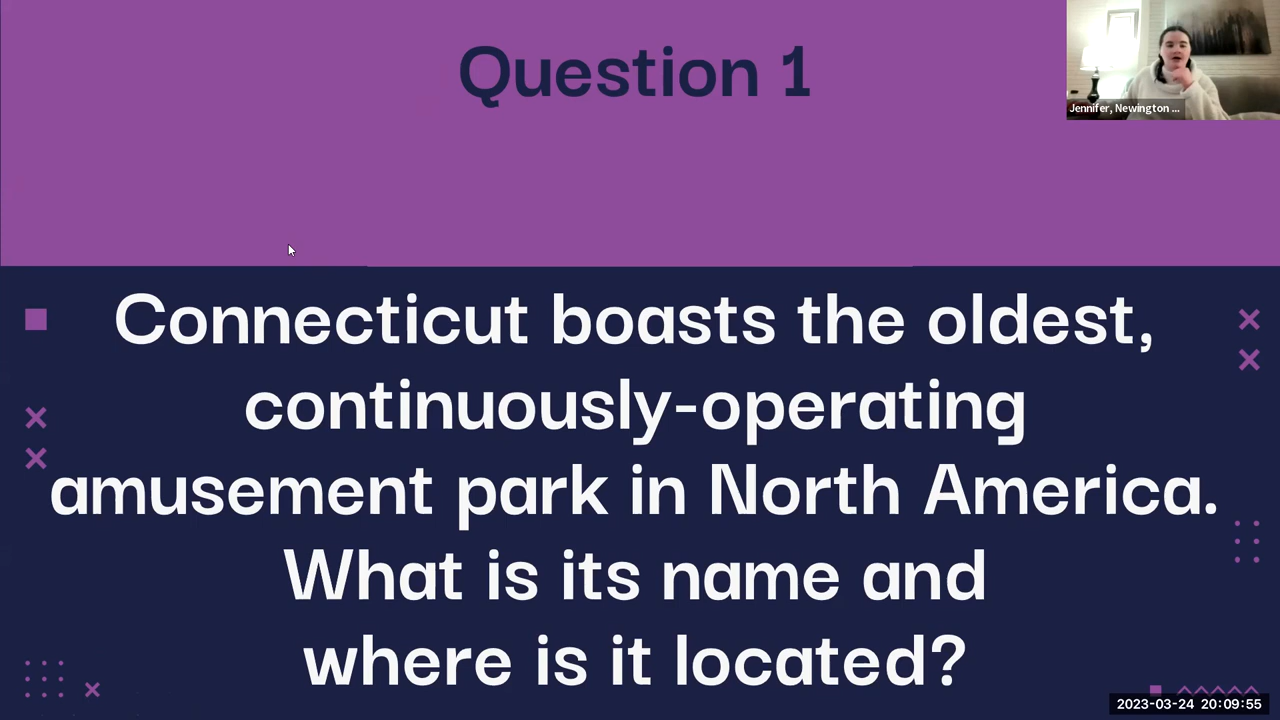 Question 1
Jennifer, Newington ...
Connecticut boasts the oldest,
continuously-operating
amusement park in North America.
What is its name and
where is it located?
2023-03-24 20:09:55